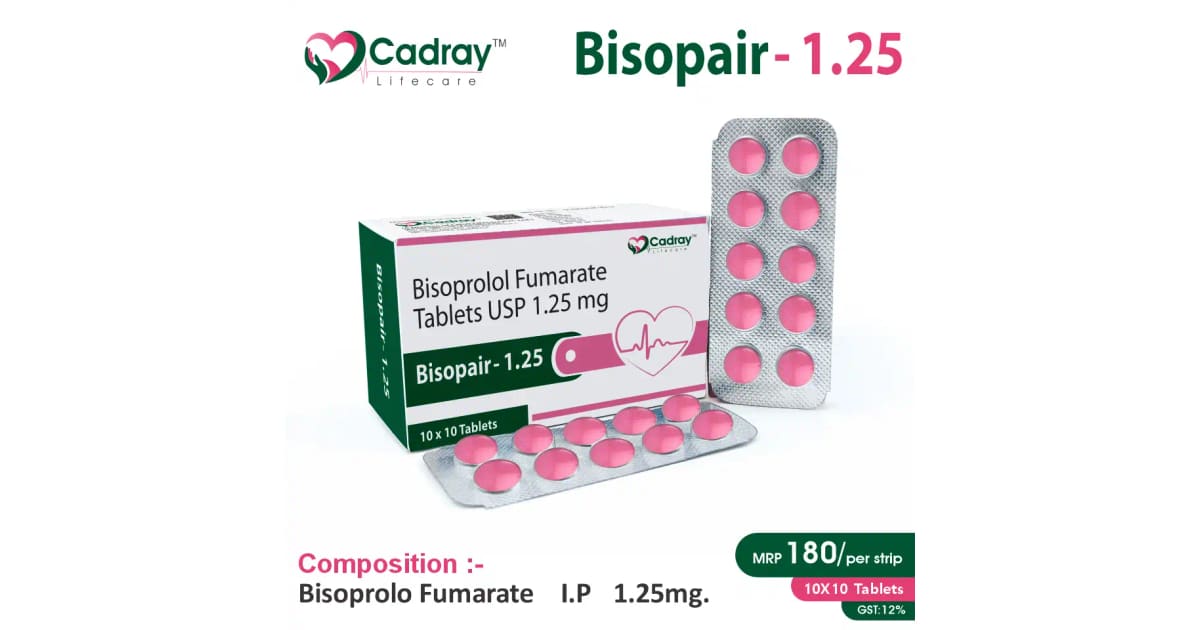 Cadray™
Lifecare
Bisopair - 1.25
Cadray™
Lifecare
Bisoprolol Fumarate
Tablets USP 1.25 mg
Bisopair - 1.25
10 x 10 Tablets
Bisopair - 1.25
Composition :-
Bisoprolo Fumarate I.P 1.25mg.
MRP 180/per strip
10X10 Tablets
GST:12%